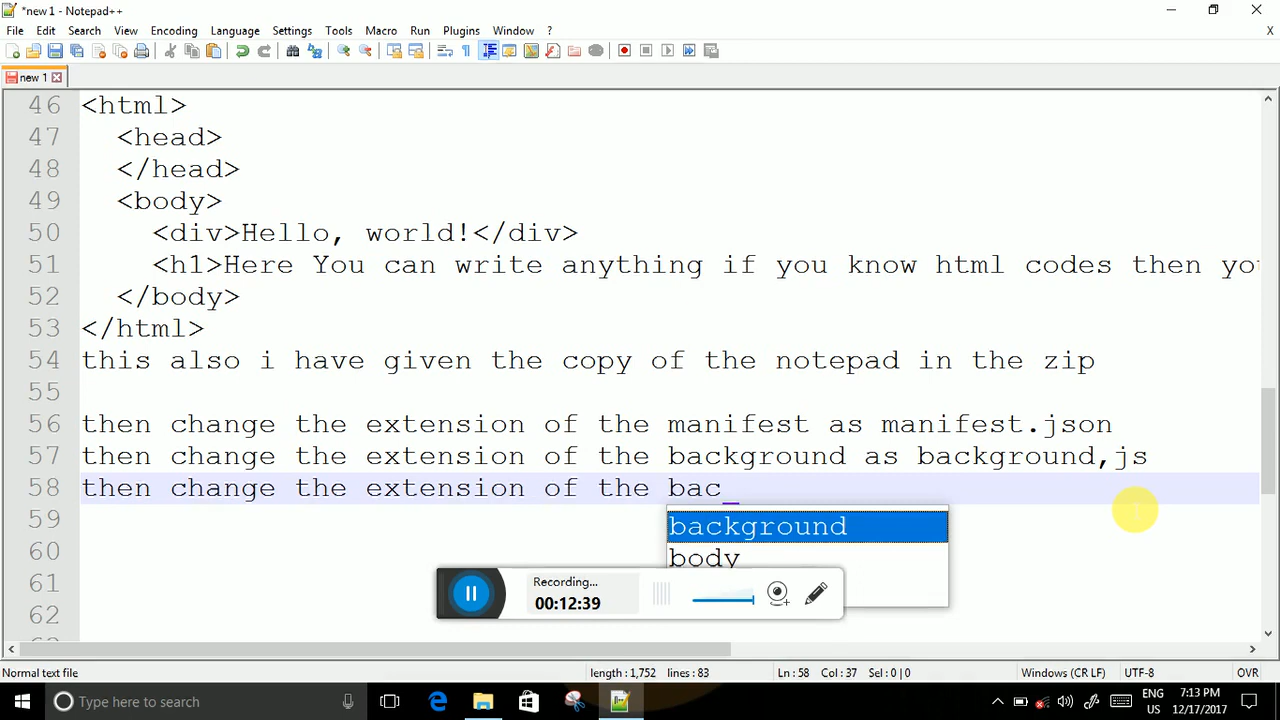 *new 1 - Notepad++
File Edit Search View Encoding Language Settings Tools Macro Run Plugins Window ? X
new 1
46 <html>
47 <head>
48 </head>
49 <body>
50 <div>Hello, world!</div>
51 <h1>Here You can write anything if you know html codes then yo
52 </body>
53 </html>
54 this also i have given the copy of the notepad in the zip
55
56 then change the extension of the manifest as manifest.json
57 then change the extension of the background as background,js
58 then change the extension of the bac
background
59
60
body
Recording...
00:12:39
61
62
Normal text file length : 1,752 lines : 83 Ln : 58 Col : 37 Sel : 0 | 0 Windows (CR LF) UTF-8 OVR
Type here to search
ENG
US
7:13 PM
12/17/2017